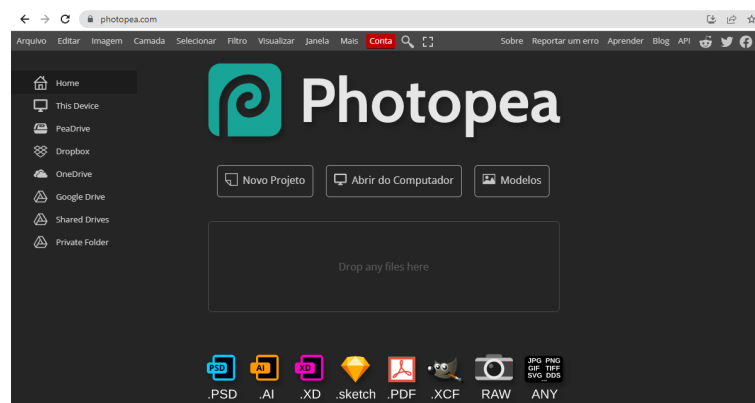 photopea.com
Arquivo Editar Imagem Camada Selecionar Filtro Visualizar Janela Mais Conta Sobre Reportar um erro Aprender Blog API
Home
This Device
PeaDrive
Dropbox
OneDrive
Google Drive
Shared Drives
Private Folder
Photopea
Novo Projeto Abrir do Computador Modelos
Drop any files here
PSD AI XD JPG PNG
GIF TIFF
SVG DDS
...
.PSD .AI .XD .sketch .PDF .XCF RAW ANY